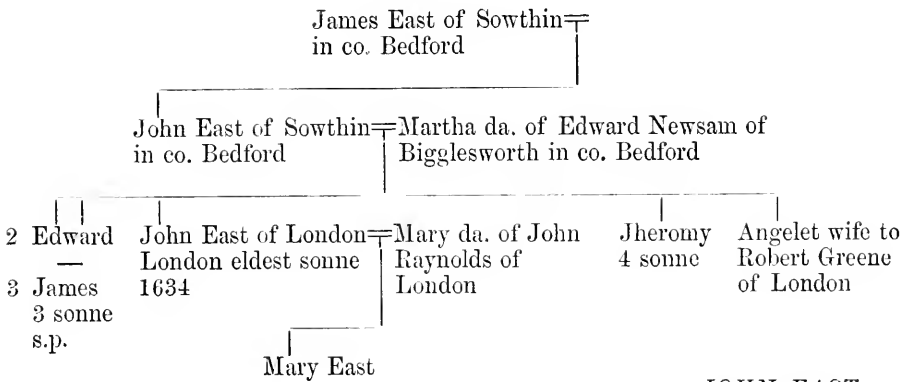 James East of Sowthin
in co. Bedford
John East of Sowthin
in co. Bedford
Martha da. of Edward Newsam of
Bigglesworth in co. Bedford
2 Edward
—
3 James
3 sonne
s.p.
John East of London
London eldest sonne
1634
Mary da. of John
Raynolds of
London
Jheromy
4 sonne
Angelet wife to
Robert Greene
of London
Mary East